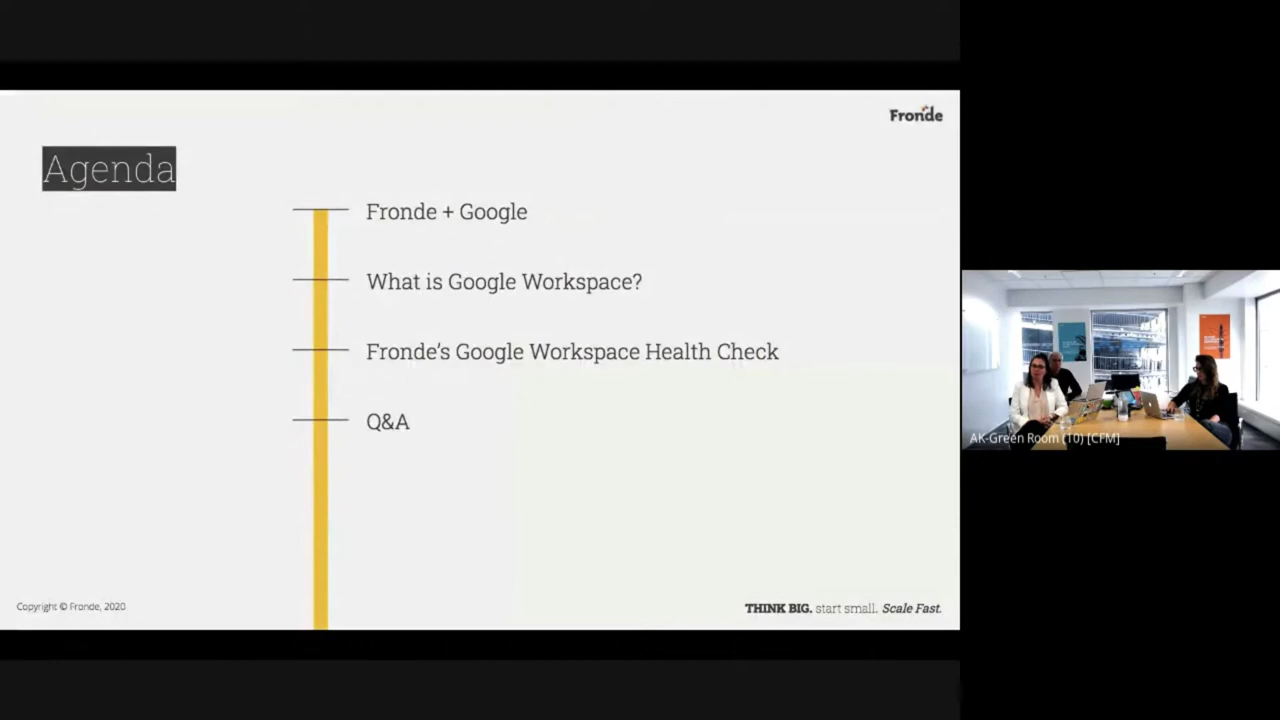 Fronde
Agenda
Fronde + Google
What is Google Workspace?
Fronde's Google Workspace Health Check
Q&A
Copyright © Fronde, 2020
THINK BIG. start small. Scale Fast.
AK-Green Room (10) [CFM]